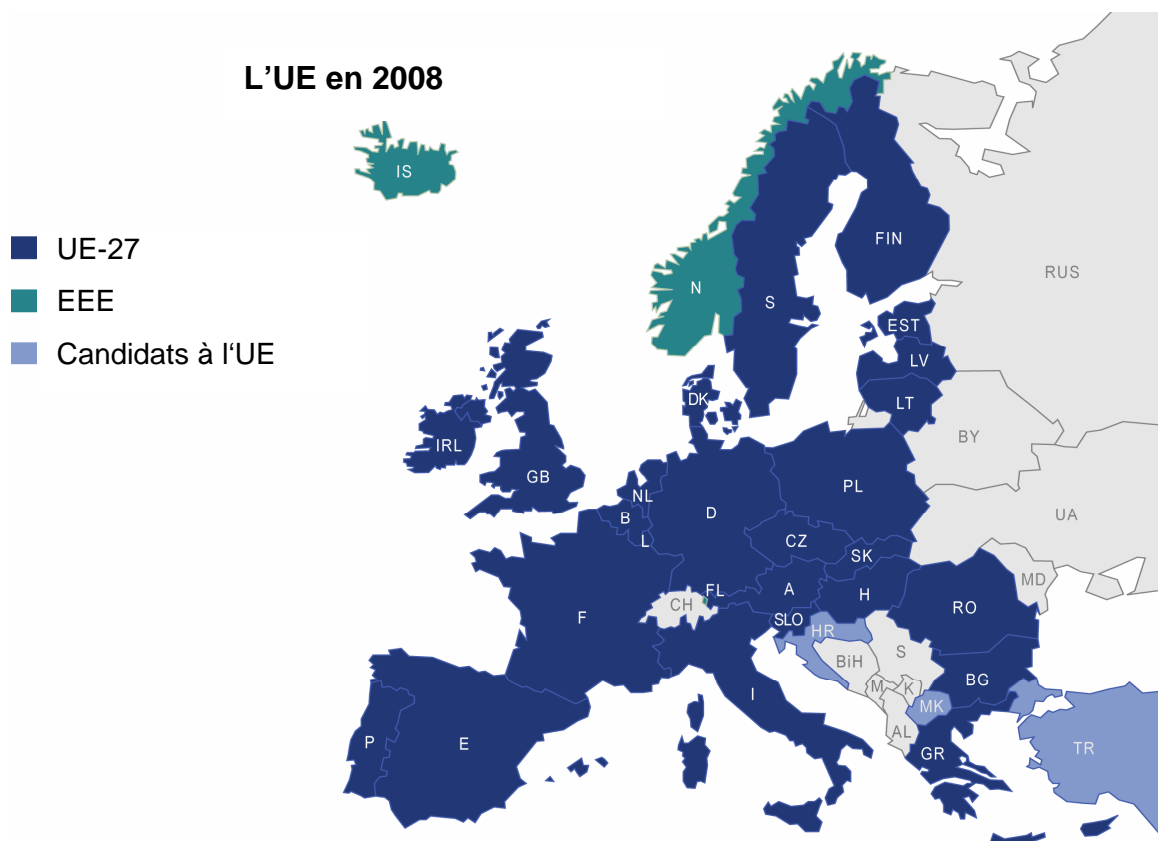 L'UE en 2008
IS
UE-27
EEE
Candidats à l‘UE
N
S
FIN
RUS
EST
LV
LT
DK
BY
IRL
GB
NL
B
L
D
PL
UA
CZ
SK
FL
A
H
MD
CH
F
SLO
HR
RO
BiH
S
M
K
BG
I
MK
AL
P
E
GR
TR